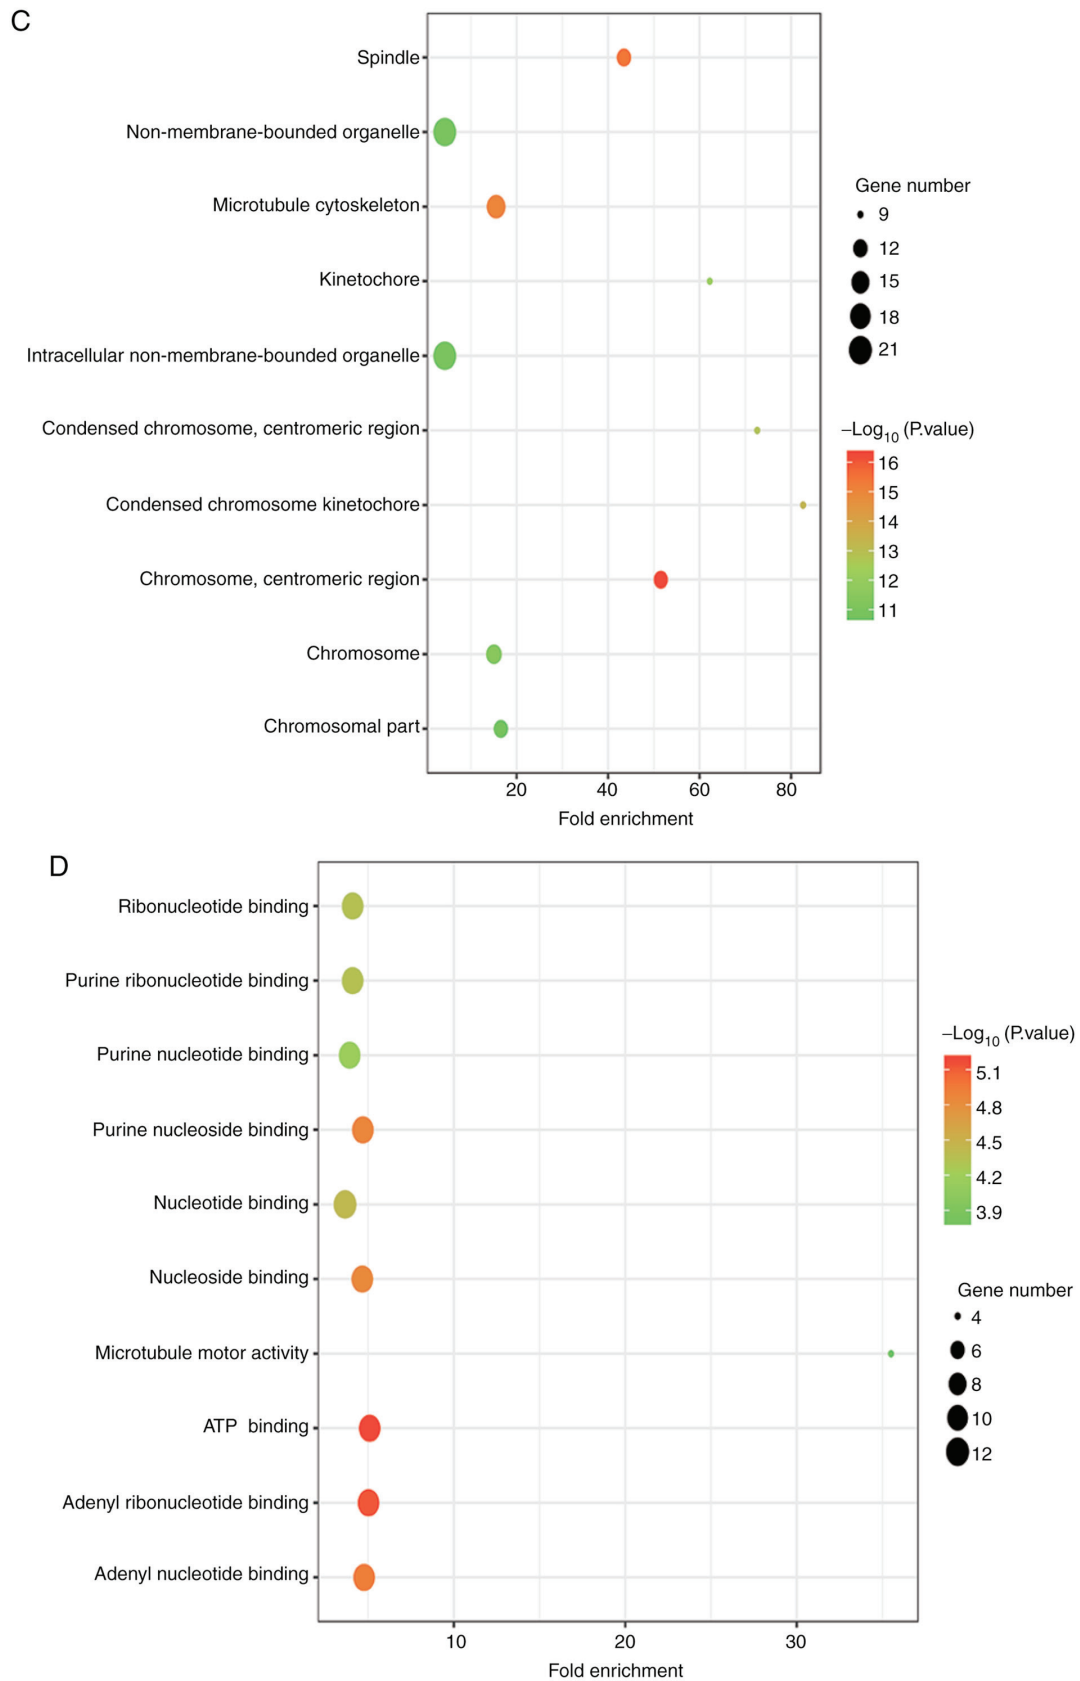 C
Spindle
Non-membrane-bounded organelle
Microtubule cytoskeleton
Kinetochore
Intracellular non-membrane-bounded organelle
Condensed chromosome, centromeric region
Condensed chromosome kinetochore
Chromosome, centromeric region
Chromosome
Chromosomal part
20 40 60 80
Fold enrichment
Gene number
9
12
15
18
21
−Log10 (P.value)
16
15
14
13
12
11
D
Ribonucleotide binding
Purine ribonucleotide binding
Purine nucleotide binding
Purine nucleoside binding
Nucleotide binding
Nucleoside binding
Microtubule motor activity
ATP binding
Adenyl ribonucleotide binding
Adenyl nucleotide binding
10 20 30
Fold enrichment
−Log10 (P.value)
5.1
4.8
4.5
4.2
3.9
Gene number
4
6
8
10
12